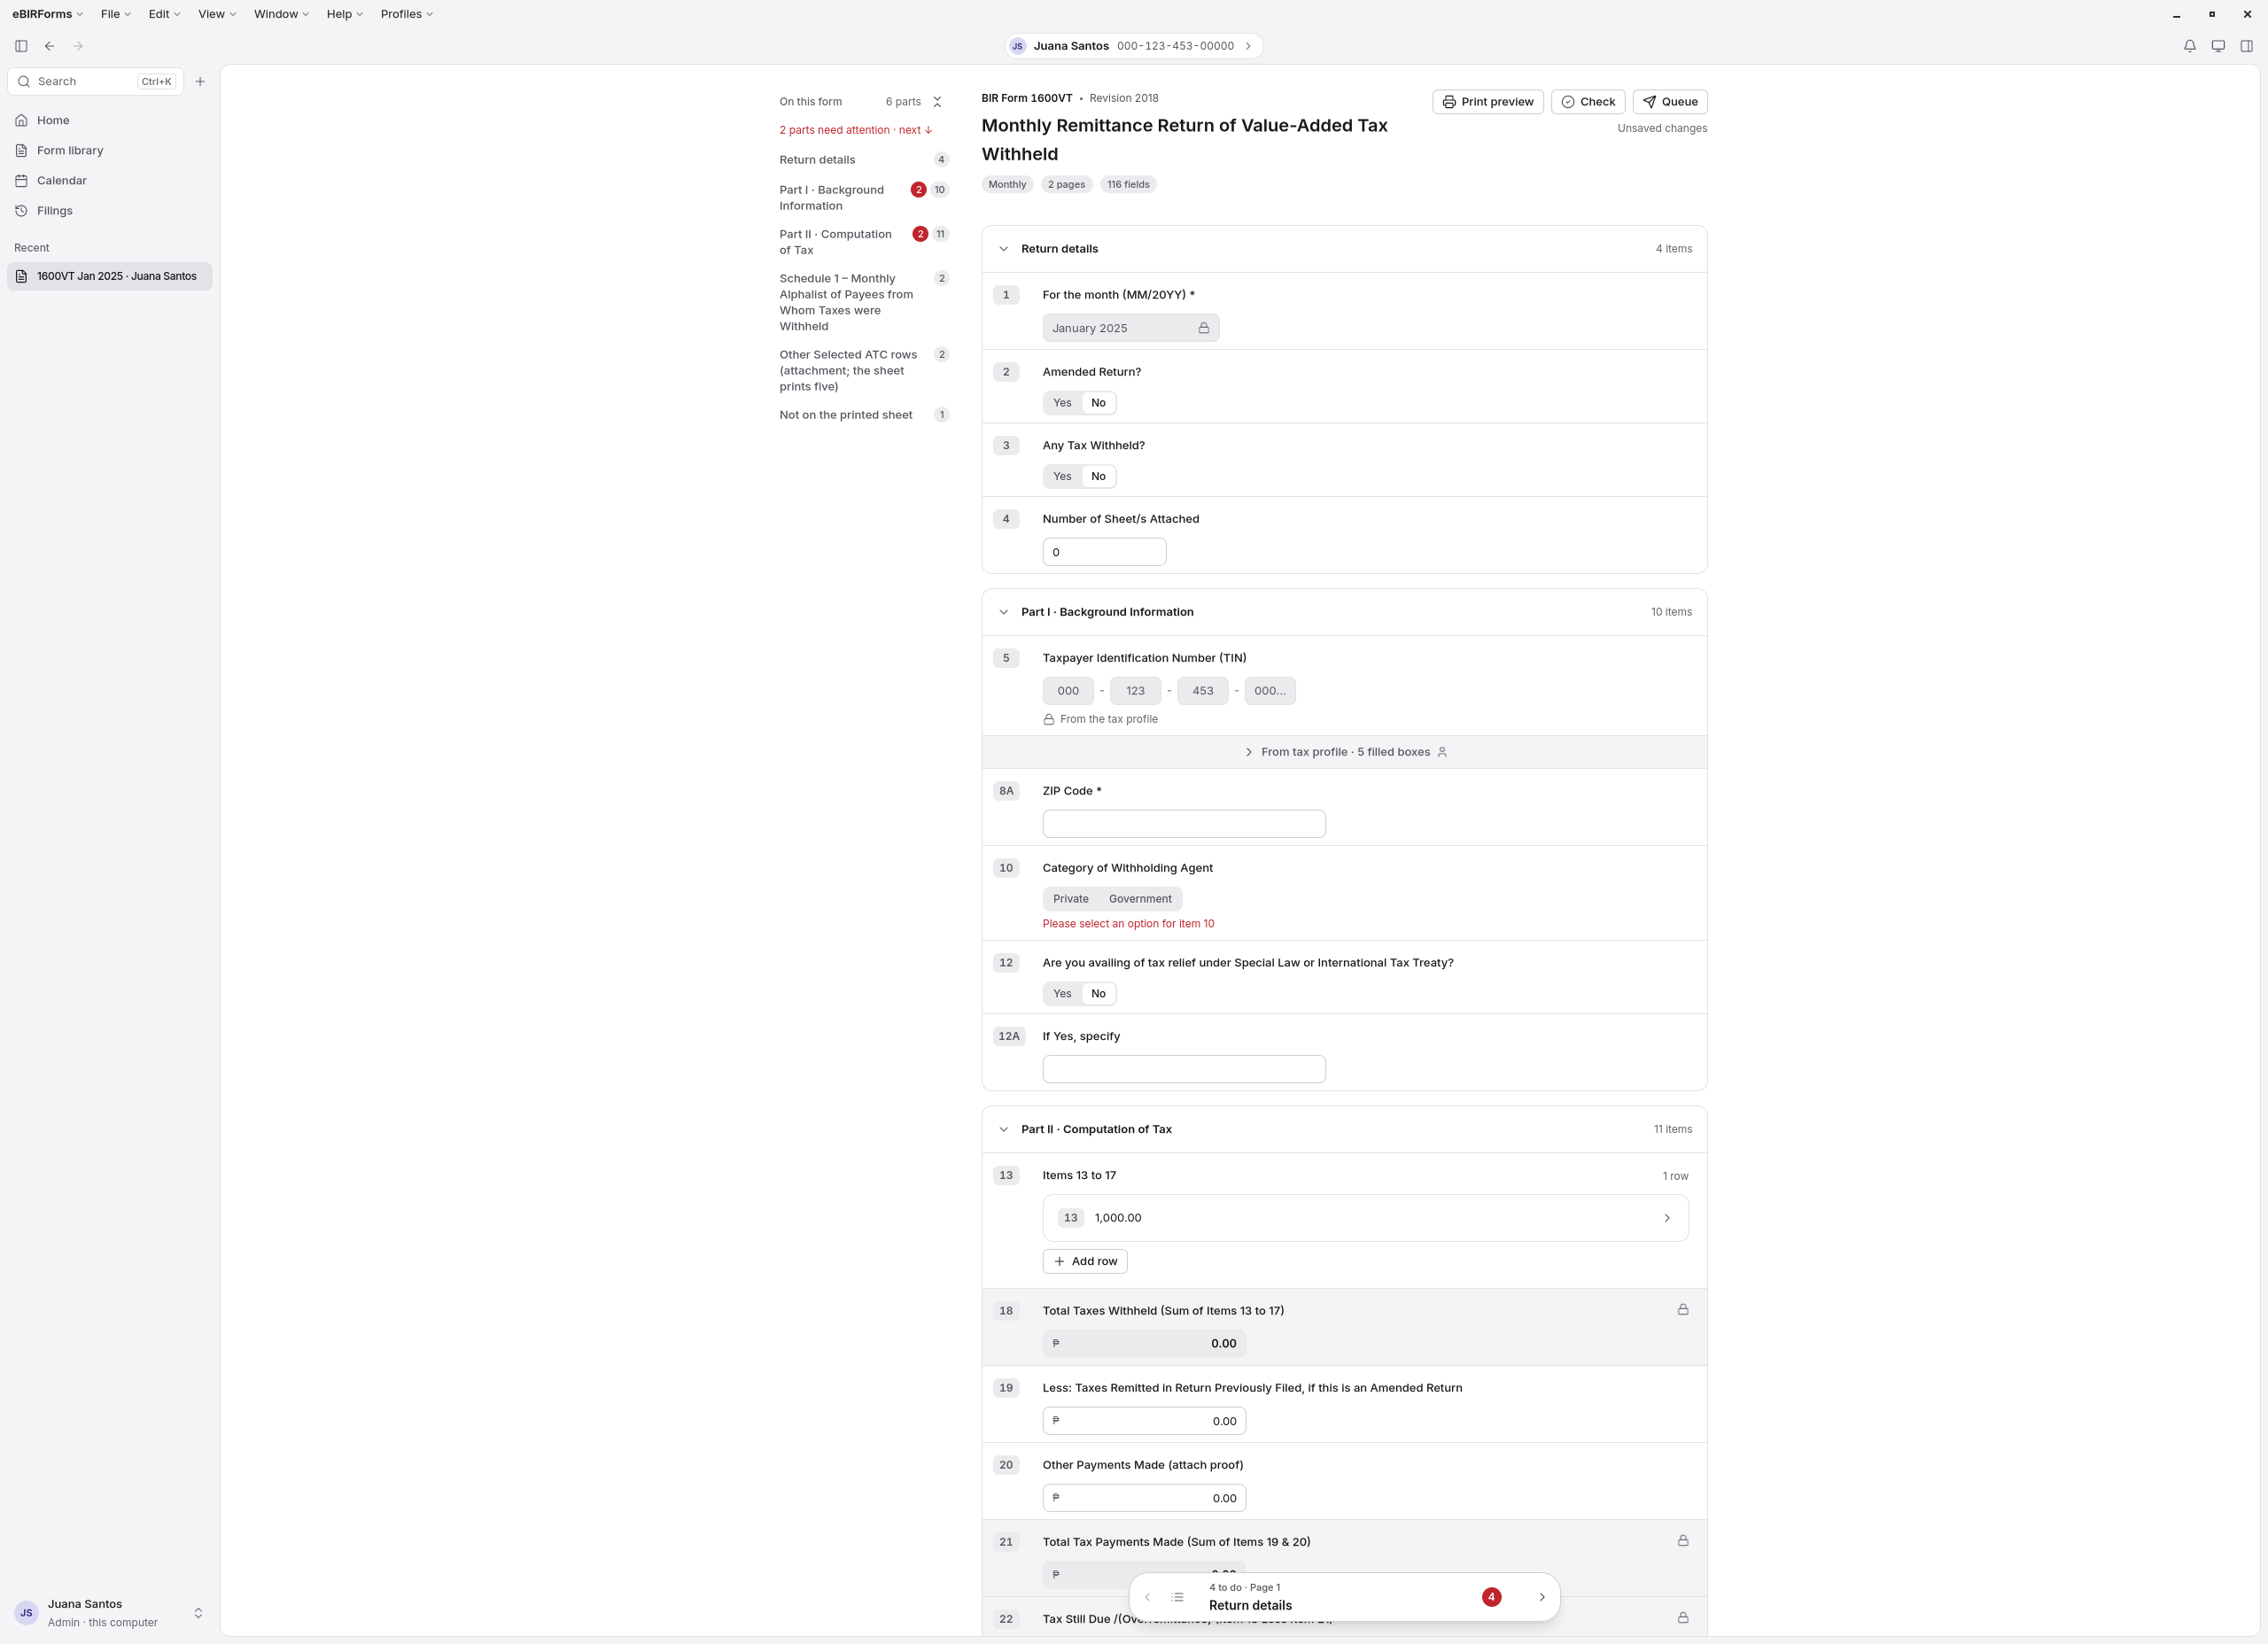 eBIRForms File Edit View Window Help Profiles
JS Juana Santos 000-123-453-00000
Search Ctrl+K
Home
Form library
Calendar
Filings
Recent
1600VT Jan 2025 · Juana Santos
On this form 6 parts
2 parts need attention · next ↓
Return details 4
Part I · Background 2 10
Information
Part II · Computation 2 11
of Tax
Schedule 1 – Monthly 2
Alphalist of Payees from
Whom Taxes were
Withheld
Other Selected ATC rows 2
(attachment; the sheet
prints five)
Not on the printed sheet 1
BIR Form 1600VT • Revision 2018
Monthly Remittance Return of Value-Added Tax
Withheld
Print preview Check Queue
Unsaved changes
Monthly 2 pages 116 fields
Return details 4 items
1 For the month (MM/20YY) *
January 2025
2 Amended Return?
Yes No
3 Any Tax Withheld?
Yes No
4 Number of Sheet/s Attached
0
Part I · Background Information 10 items
5 Taxpayer Identification Number (TIN)
000 - 123 - 453 - 000...
From the tax profile
From tax profile · 5 filled boxes
8A ZIP Code *
10 Category of Withholding Agent
Private Government
Please select an option for item 10
12 Are you availing of tax relief under Special Law or International Tax Treaty?
Yes No
12A If Yes, specify
Part II · Computation of Tax 11 items
13 Items 13 to 17 1 row
13 1,000.00
Add row
18 Total Taxes Withheld (Sum of Items 13 to 17)
₱ 0.00
19 Less: Taxes Remitted in Return Previously Filed, if this is an Amended Return
₱ 0.00
20 Other Payments Made (attach proof)
₱ 0.00
21 Total Tax Payments Made (Sum of Items 19 & 20)
₱
22 Tax Still Due
4 to do · Page 1
Return details 4
JS Juana Santos
Admin · this computer